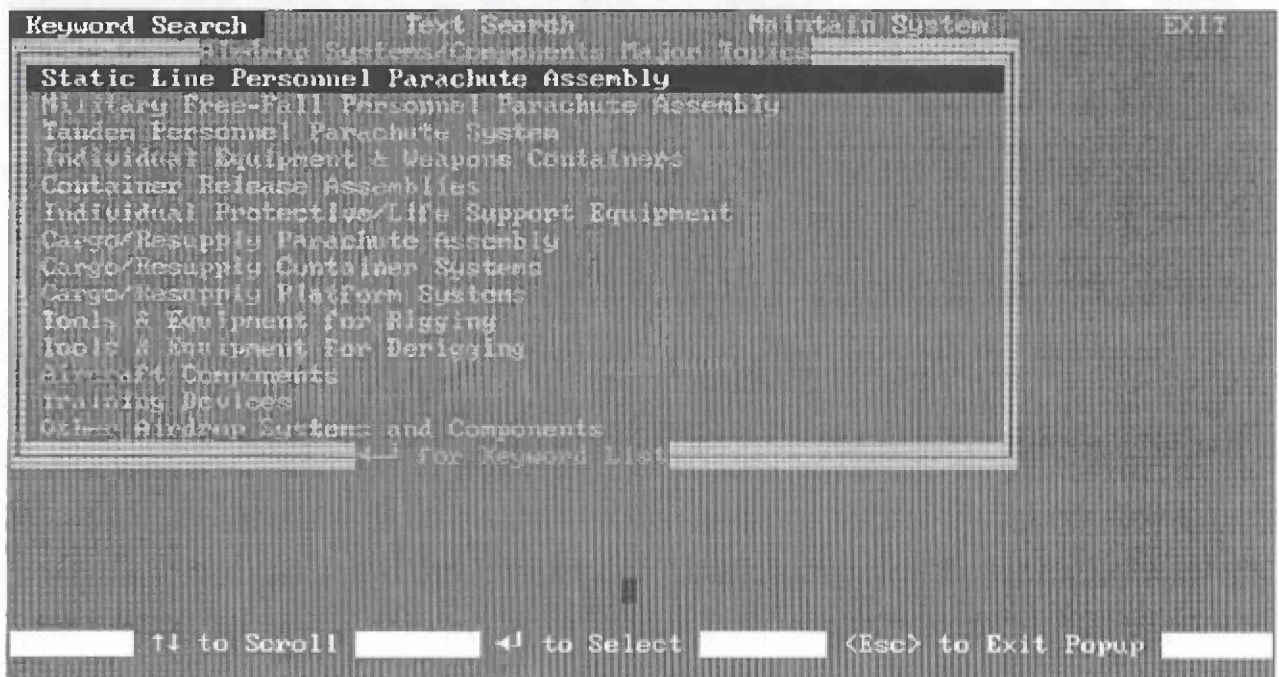 Keyword Search Text Search Maintain System EXIT
Airdrop Systems/Components Major Topics
Static Line Personnel Parachute Assembly
Military Free-Fall Personnel Parachute Assembly
Tandem Personnel Parachute System
Individual Equipment & Weapons Containers
Container Release Assemblies
Individual Protective/Life Support Equipment
Cargo/Resupply Parachute Assembly
Cargo/Resupply Container Systems
Cargo/Resupply Platform Systems
Tools & Equipment for Rigging
Tools & Equipment for Derigging
Aircraft Components
Training Devices
Other Airdrop Systems and Components
↵ for Keyword List
↑↓ to Scroll ↵ to Select <Esc> to Exit Popup